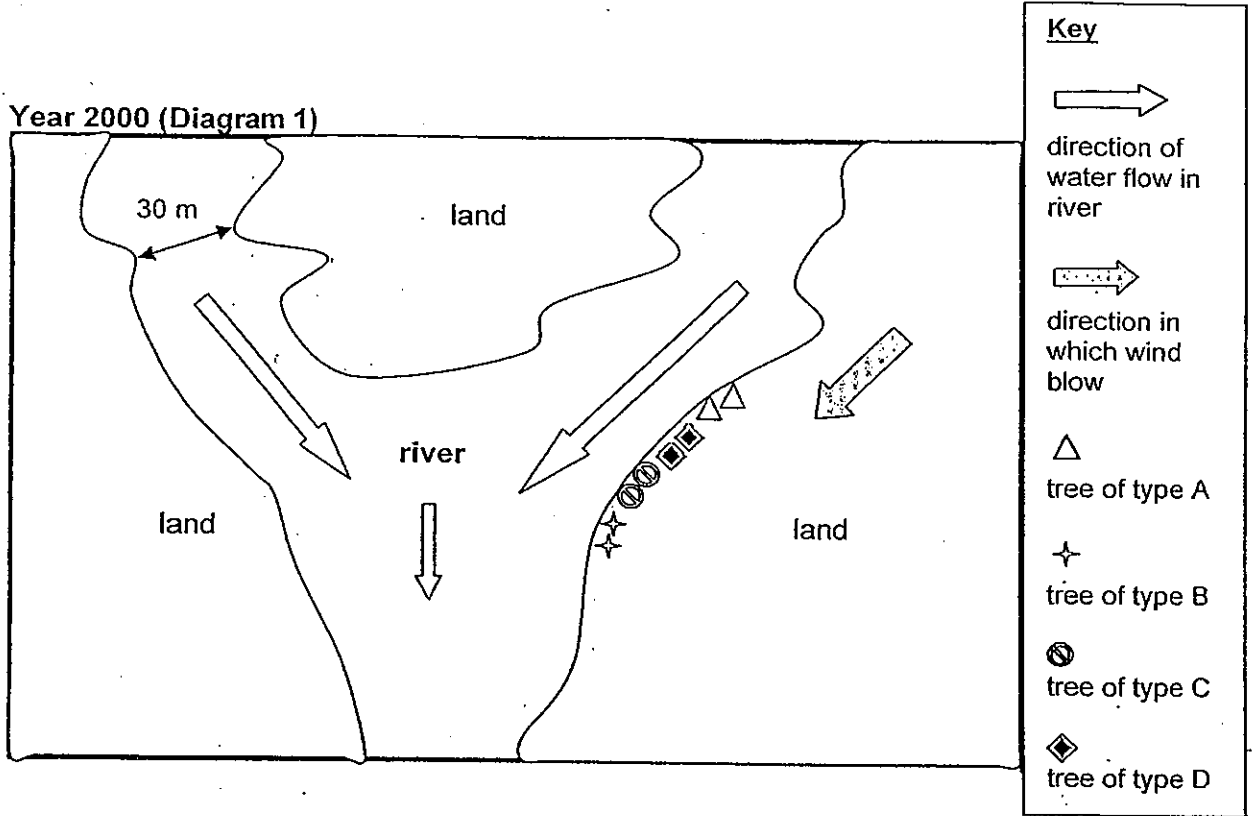 Year 2000 (Diagram 1)
30 m
land
river
land
land
Key
direction of
water flow in
river
direction in
which wind
blow
tree of type A
tree of type B
tree of type C
tree of type D